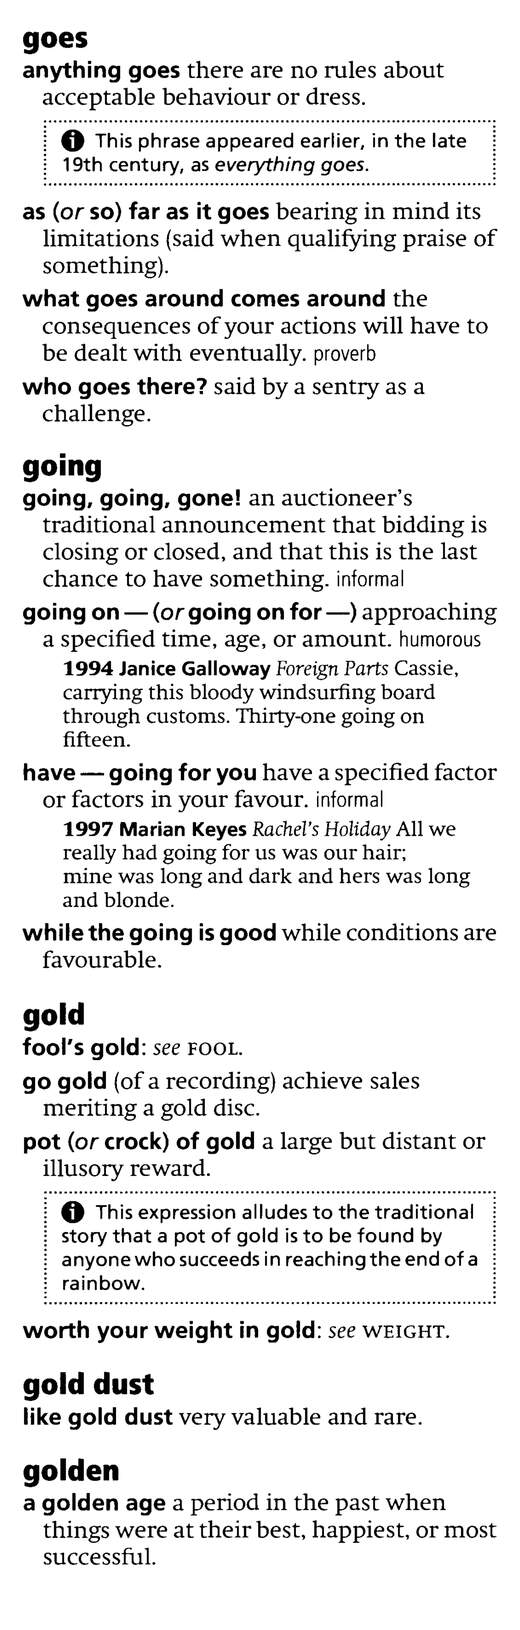 goes
anything goes there are no rules about
acceptable behaviour or dress.
i This phrase appeared earlier, in the late
19th century, as everything goes.
as (or so) far as it goes bearing in mind its
limitations (said when qualifying praise of
something).
what goes around comes around the
consequences of your actions will have to
be dealt with eventually. proverb
who goes there? said by a sentry as a
challenge.
going
going, going, gone! an auctioneer's
traditional announcement that bidding is
closing or closed, and that this is the last
chance to have something. informal
going on — (or going on for —) approaching
a specified time, age, or amount. humorous
1994 Janice Galloway Foreign Parts Cassie,
carrying this bloody windsurfing board
through customs. Thirty-one going on
fifteen.
have — going for you have a specified factor
or factors in your favour. informal
1997 Marian Keyes Rachel's Holiday All we
really had going for us was our hair;
mine was long and dark and hers was long
and blonde.
while the going is good while conditions are
favourable.
gold
fool's gold: see FOOL.
go gold (of a recording) achieve sales
meriting a gold disc.
pot (or crock) of gold a large but distant or
illusory reward.
i This expression alludes to the traditional
story that a pot of gold is to be found by
anyone who succeeds in reaching the end of a
rainbow.
worth your weight in gold: see WEIGHT.
gold dust
like gold dust very valuable and rare.
golden
a golden age a period in the past when
things were at their best, happiest, or most
successful.